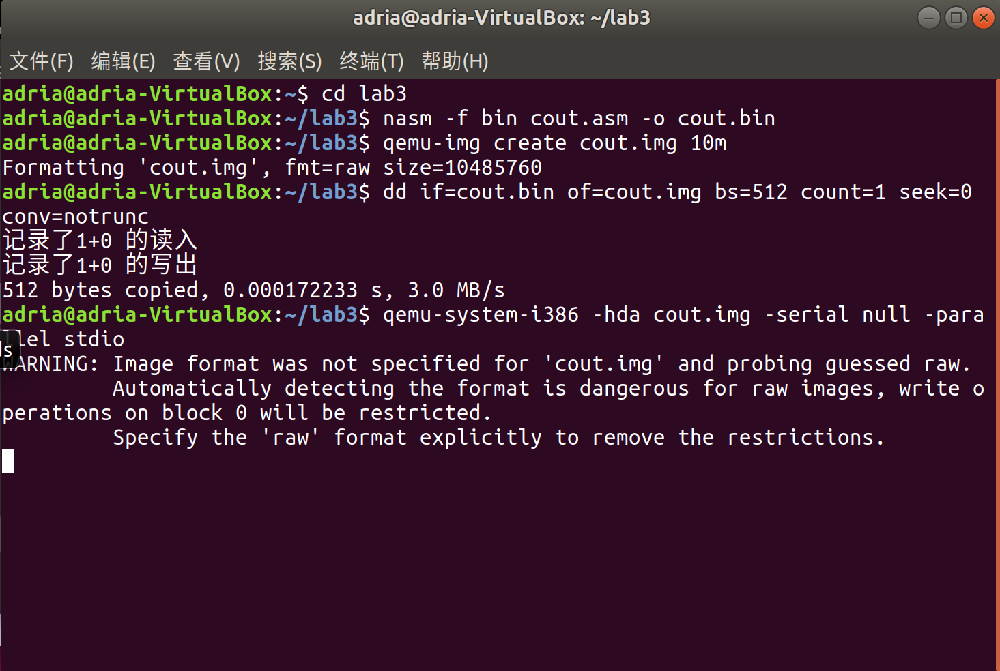 adria@adria-VirtualBox: ~/lab3
文件(F) 编辑(E) 查看(V) 搜索(S) 终端(T) 帮助(H)
adria@adria-VirtualBox:~$ cd lab3
adria@adria-VirtualBox:~/lab3$ nasm -f bin cout.asm -o cout.bin
adria@adria-VirtualBox:~/lab3$ qemu-img create cout.img 10m
Formatting 'cout.img', fmt=raw size=10485760
adria@adria-VirtualBox:~/lab3$ dd if=cout.bin of=cout.img bs=512 count=1 seek=0
conv=notrunc
记录了1+0 的读入
记录了1+0 的写出
512 bytes copied, 0.000172233 s, 3.0 MB/s
adria@adria-VirtualBox:~/lab3$ qemu-system-i386 -hda cout.img -serial null -para
llel stdio
ls
WARNING: Image format was not specified for 'cout.img' and probing guessed raw.
Automatically detecting the format is dangerous for raw images, write o
perations on block 0 will be restricted.
Specify the 'raw' format explicitly to remove the restrictions.